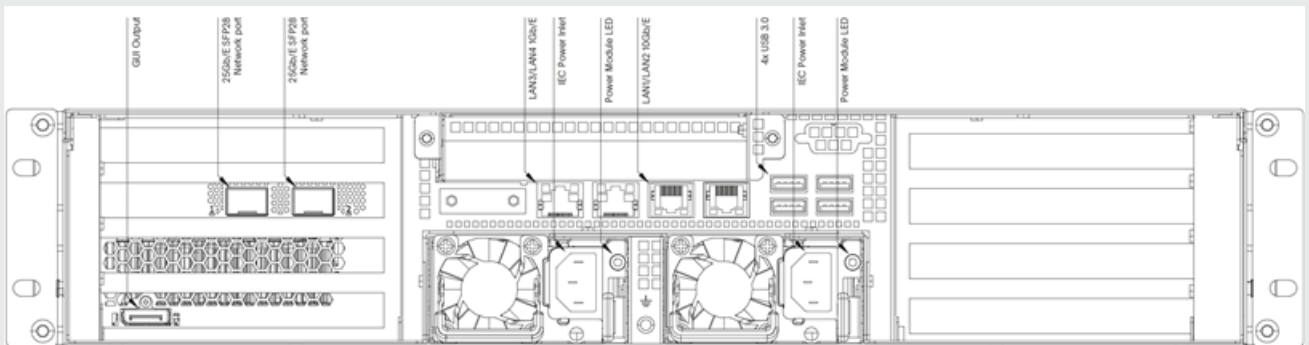 GUI Output
25Gb/E SFP28
Network port
25Gb/E SFP28
Network port
LAN3/LAN4 1Gb/E
IEC Power Inlet
Power Module LED
LAN1/LAN2 10Gb/E
4x USB 3.0
IEC Power Inlet
Power Module LED